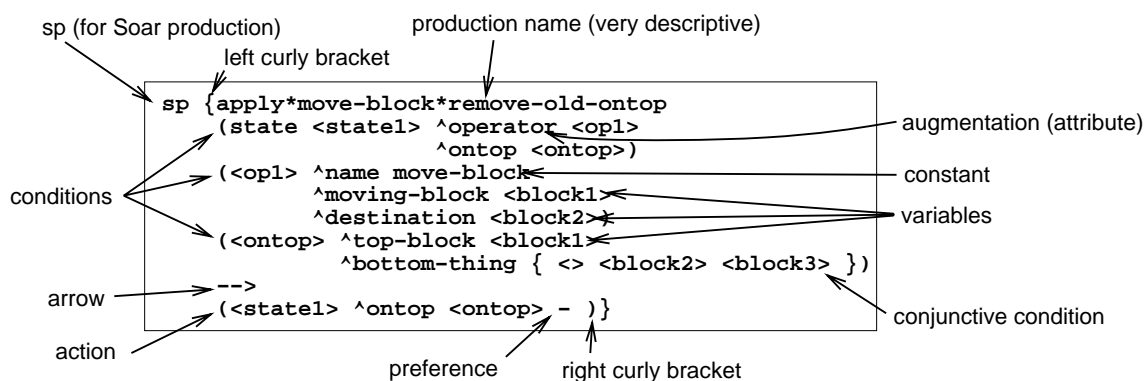 production name (very descriptive)
sp (for Soar production)
left curly bracket
sp {apply*move-block*remove-old-ontop
(state <state1> ^operator <op1>
^ontop <ontop>)
augmentation (attribute)
(<op1> ^name move-block
constant
conditions
^moving-block <block1>
variables
^destination <block2>)
(<ontop> ^top-block <block1>
^bottom-thing { <> <block2> <block3> })
arrow
-->
(<state1> ^ontop <ontop> - )}
conjunctive condition
action
preference
right curly bracket